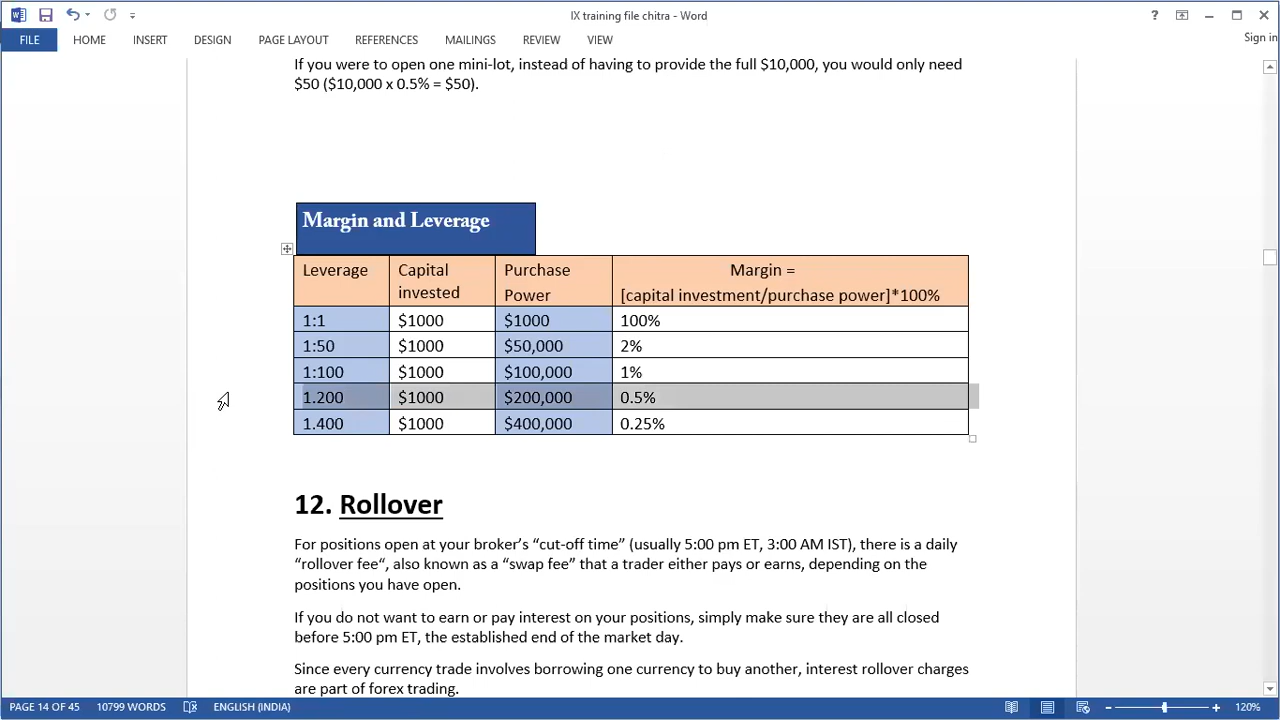 IX training file chitra - Word
?
Sign in
FILE HOME INSERT DESIGN PAGE LAYOUT REFERENCES MAILINGS REVIEW VIEW
If you were to open one mini-lot, instead of having to provide the full $10,000, you would only need
$50 ($10,000 x 0.5% = $50).
Margin and Leverage
Leverage Capital invested Purchase Power Margin = [capital investment/purchase power]*100%
1:1 $1000 $1000 100%
1:50 $1000 $50,000 2%
1:100 $1000 $100,000 1%
1.200 $1000 $200,000 0.5%
1.400 $1000 $400,000 0.25%
12. Rollover
For positions open at your broker’s “cut-off time” (usually 5:00 pm ET, 3:00 AM IST), there is a daily
“rollover fee“, also known as a “swap fee” that a trader either pays or earns, depending on the
positions you have open.
If you do not want to earn or pay interest on your positions, simply make sure they are all closed
before 5:00 pm ET, the established end of the market day.
Since every currency trade involves borrowing one currency to buy another, interest rollover charges
are part of forex trading.
PAGE 14 OF 45 10799 WORDS ENGLISH (INDIA) 120%